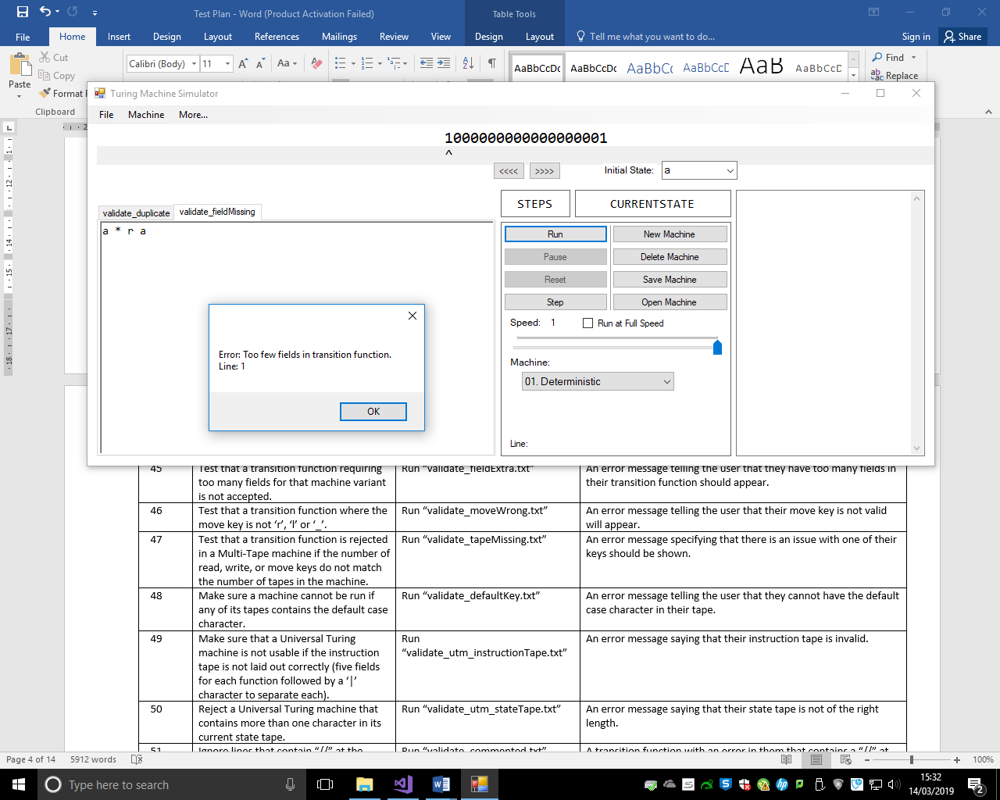 Test Plan - Word (Product Activation Failed)
Table Tools
File Home Insert Design Layout References Mailings Review View Design Layout Tell me what you want to do... Sign in Share
Cut
Copy
Format
Paste
Clipboard
Calibri (Body) 11
Aa
AaBbCcDc AaBbCcDc AaBbCc AaBbCcD AaB AaBbCcD
Find
Replace
Turing Machine Simulator
File Machine More...
1000000000000000001
^
<<<< >>>> Initial State: a
validate_duplicate validate_fieldMissing
a * r a
STEPS CURRENTSTATE
Run New Machine
Pause Delete Machine
Reset Save Machine
Step Open Machine
Speed: 1 Run at Full Speed
Machine:
01. Deterministic
Line:
Error: Too few fields in transition function.
Line: 1
OK
45 Test that a transition function requiring too many fields for that machine variant is not accepted. Run “validate_fieldExtra.txt” An error message telling the user that they have too many fields in their transition function should appear.
46 Test that a transition function where the move key is not ‘r’, ‘l’ or ‘_’. Run “validate_moveWrong.txt” An error message telling the user that their move key is not valid will appear.
47 Test that a transition function is rejected in a Multi-Tape machine if the number of read, write, or move keys do not match the number of tapes in the machine. Run “validate_tapeMissing.txt” An error message specifying that there is an issue with one of their keys should be shown.
48 Make sure a machine cannot be run if any of its tapes contains the default case character. Run “validate_defaultKey.txt” An error message telling the user that they cannot have the default case character in their tape.
49 Make sure that a Universal Turing machine is not usable if the instruction tape is not laid out correctly (five fields for each function followed by a ‘|’ character to separate each). Run “validate_utm_instructionTape.txt” An error message saying that their instruction tape is invalid.
50 Reject a Universal Turing machine that contains more than one character in its current state tape. Run “validate_utm_stateTape.txt” An error message saying that their state tape is not of the right length.
51 Ignore lines that contain “//” at the Run “validate_commented.txt” A transition function with an error in them that contains a “//” at
Page 4 of 14 5912 words 100%
Type here to search
15:32
14/03/2019
2